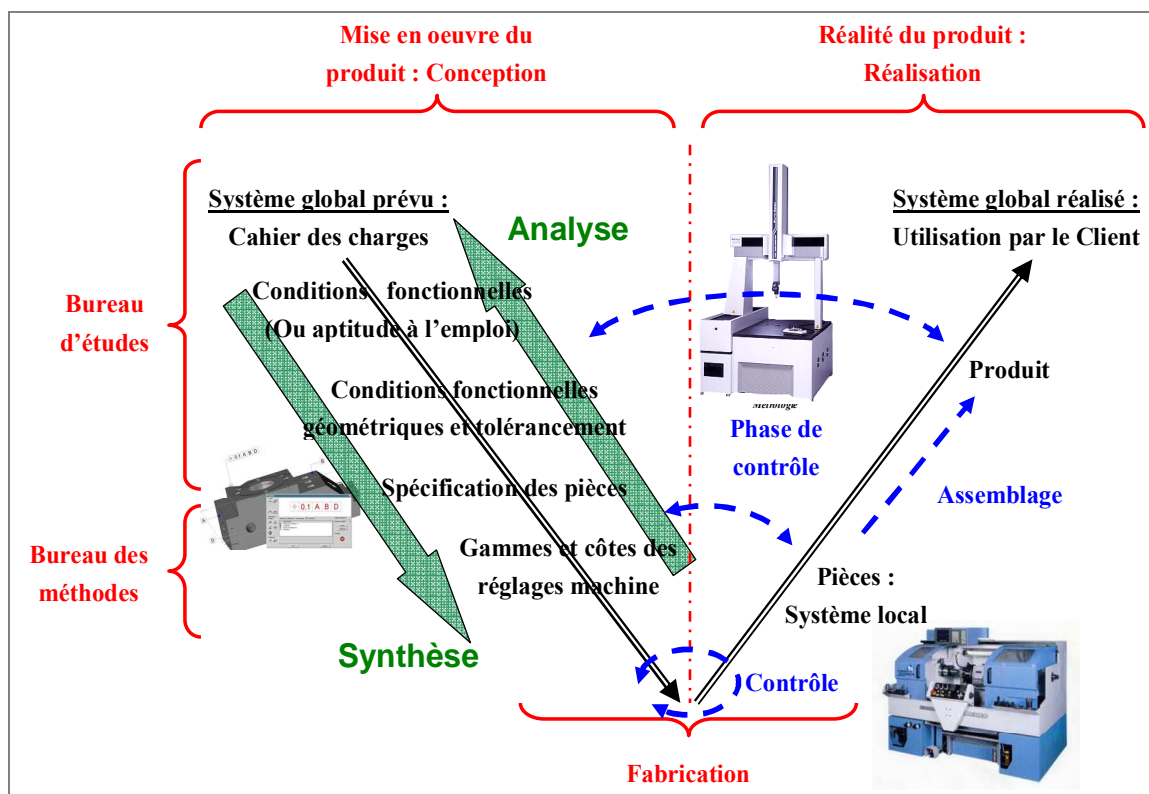 Mise en oeuvre du
produit : Conception
Réalité du produit :
Réalisation
Système global prévu :
Cahier des charges
Analyse
Système global réalisé :
Utilisation par le Client
Bureau
d’études
Conditions fonctionnelles
(Ou aptitude à l’emploi)
Produit
Conditions fonctionnelles
géométriques et tolérancement
Métrologie
Phase de
contrôle
Spécification des pièces
Assemblage
0.1 A B D
Bureau des
méthodes
Gammes et côtes des
réglages machine
Pièces :
Système local
Synthèse
Contrôle
Fabrication